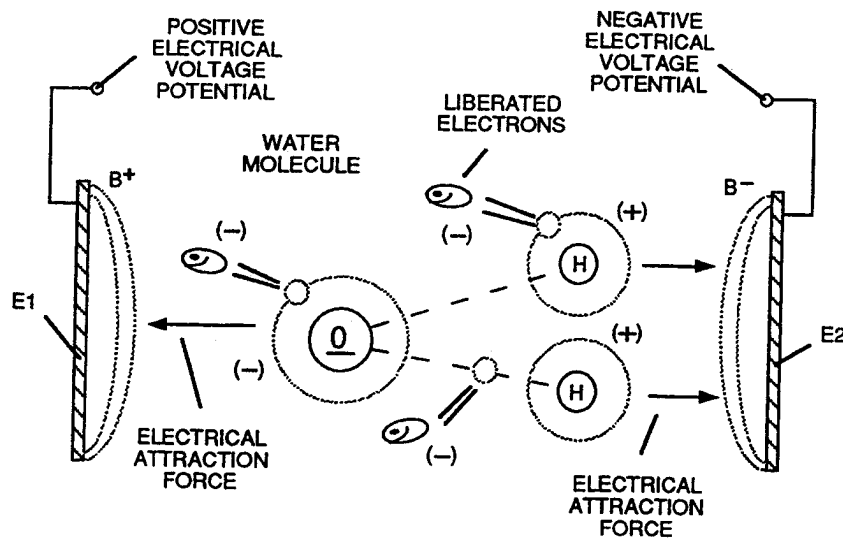 POSITIVE
ELECTRICAL
VOLTAGE
POTENTIAL
NEGATIVE
ELECTRICAL
VOLTAGE
POTENTIAL
LIBERATED
ELECTRONS
WATER
MOLECULE
B+
B−
(−)
(+)
(−)
H
E1
O
(−)
(+)
E2
H
(−)
ELECTRICAL
ATTRACTION
FORCE
ELECTRICAL
ATTRACTION
FORCE